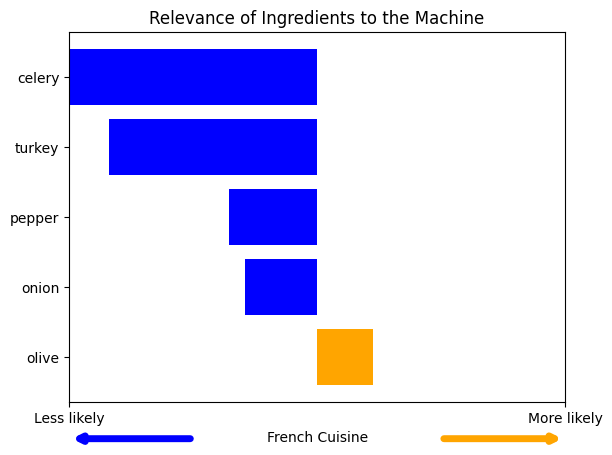 Relevance of Ingredients to the Machine
celery
turkey
pepper
onion
olive
Less likely
More likely
French Cuisine